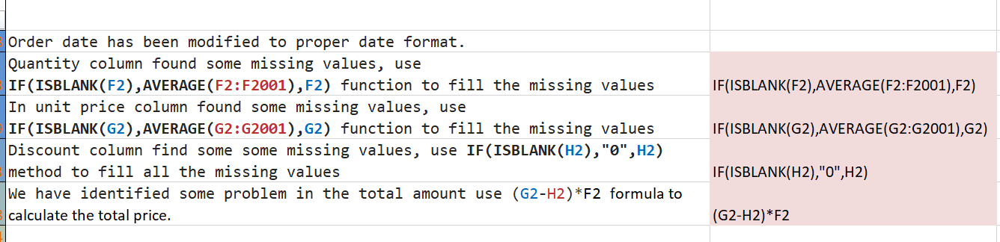 Order date has been modified to proper date format.
Quantity column found some missing values, use
IF(ISBLANK(F2),AVERAGE(F2:F2001),F2) function to fill the missing values
IF(ISBLANK(F2),AVERAGE(F2:F2001),F2)
In unit price column found some missing values, use
IF(ISBLANK(G2),AVERAGE(G2:G2001),G2) function to fill the missing values
IF(ISBLANK(G2),AVERAGE(G2:G2001),G2)
Discount column find some some missing values, use IF(ISBLANK(H2),"0",H2)
method to fill all the missing values
IF(ISBLANK(H2),"0",H2)
We have identified some problem in the total amount use (G2-H2)*F2 formula to
calculate the total price.
(G2-H2)*F2